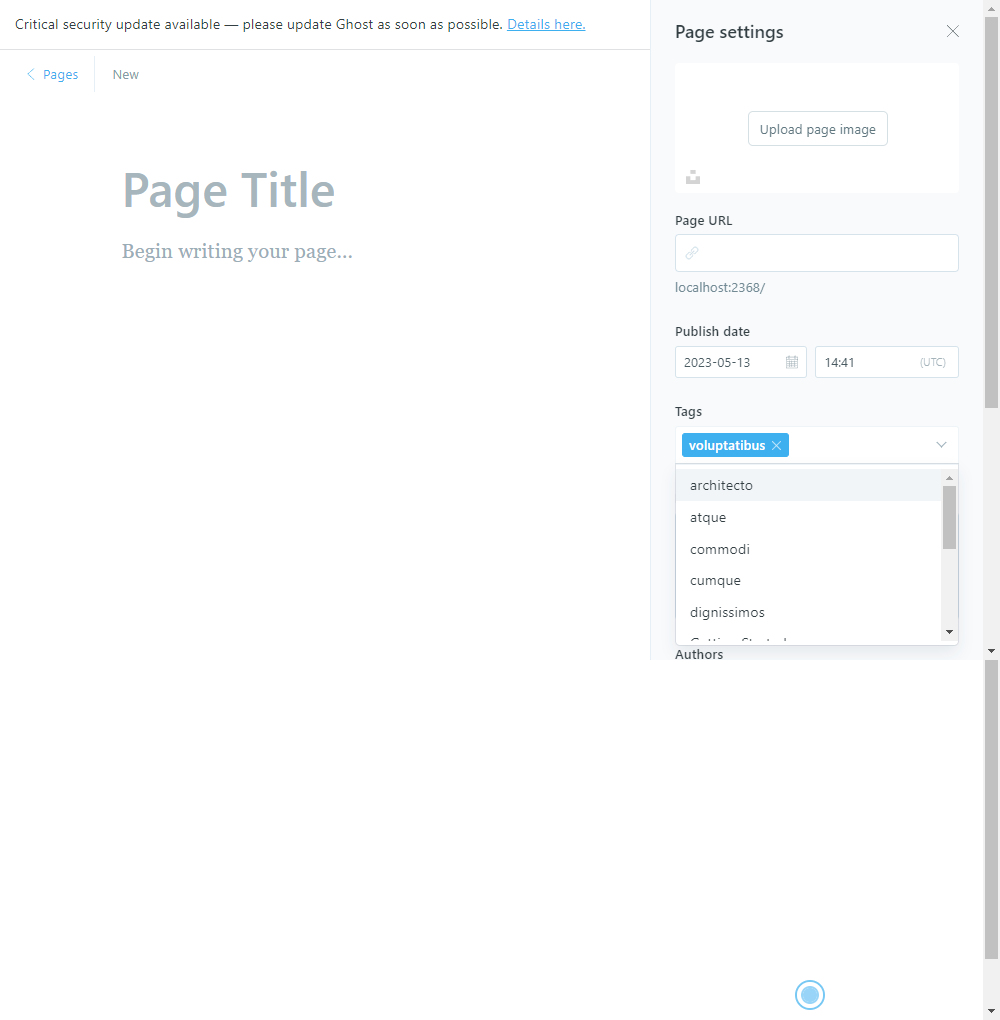 Critical security update available — please update Ghost as soon as possible. Details here.
Pages
New
Page Title
Begin writing your page...
Page settings
Upload page image
Page URL
localhost:2368/
Publish date
2023-05-13
14:41 (UTC)
Tags
voluptatibus
architecto
atque
commodi
cumque
dignissimos
Authors